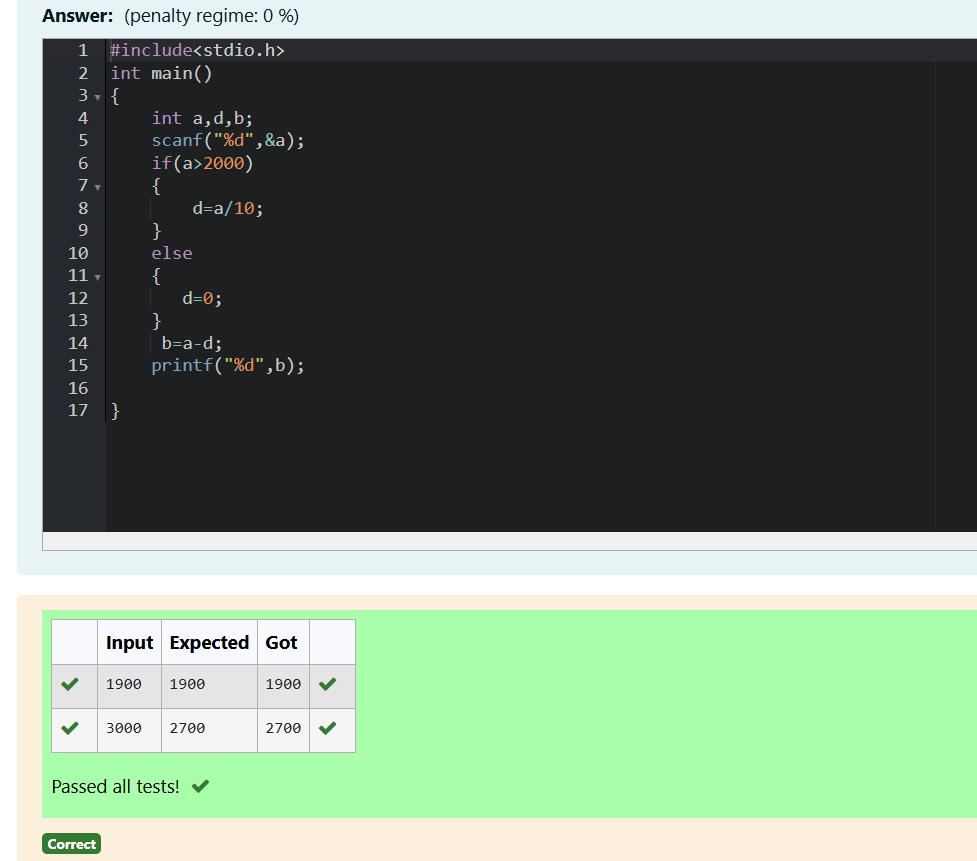 Answer: (penalty regime: 0 %)
1 #include<stdio.h>
2 int main()
3 {
4 int a,d,b;
5 scanf("%d",&a);
6 if(a>2000)
7 {
8 d=a/10;
9 }
10 else
11 {
12 d=0;
13 }
14 b=a-d;
15 printf("%d",b);
16
17 }
Input Expected Got
1900 1900 1900
3000 2700 2700
Passed all tests!
Correct